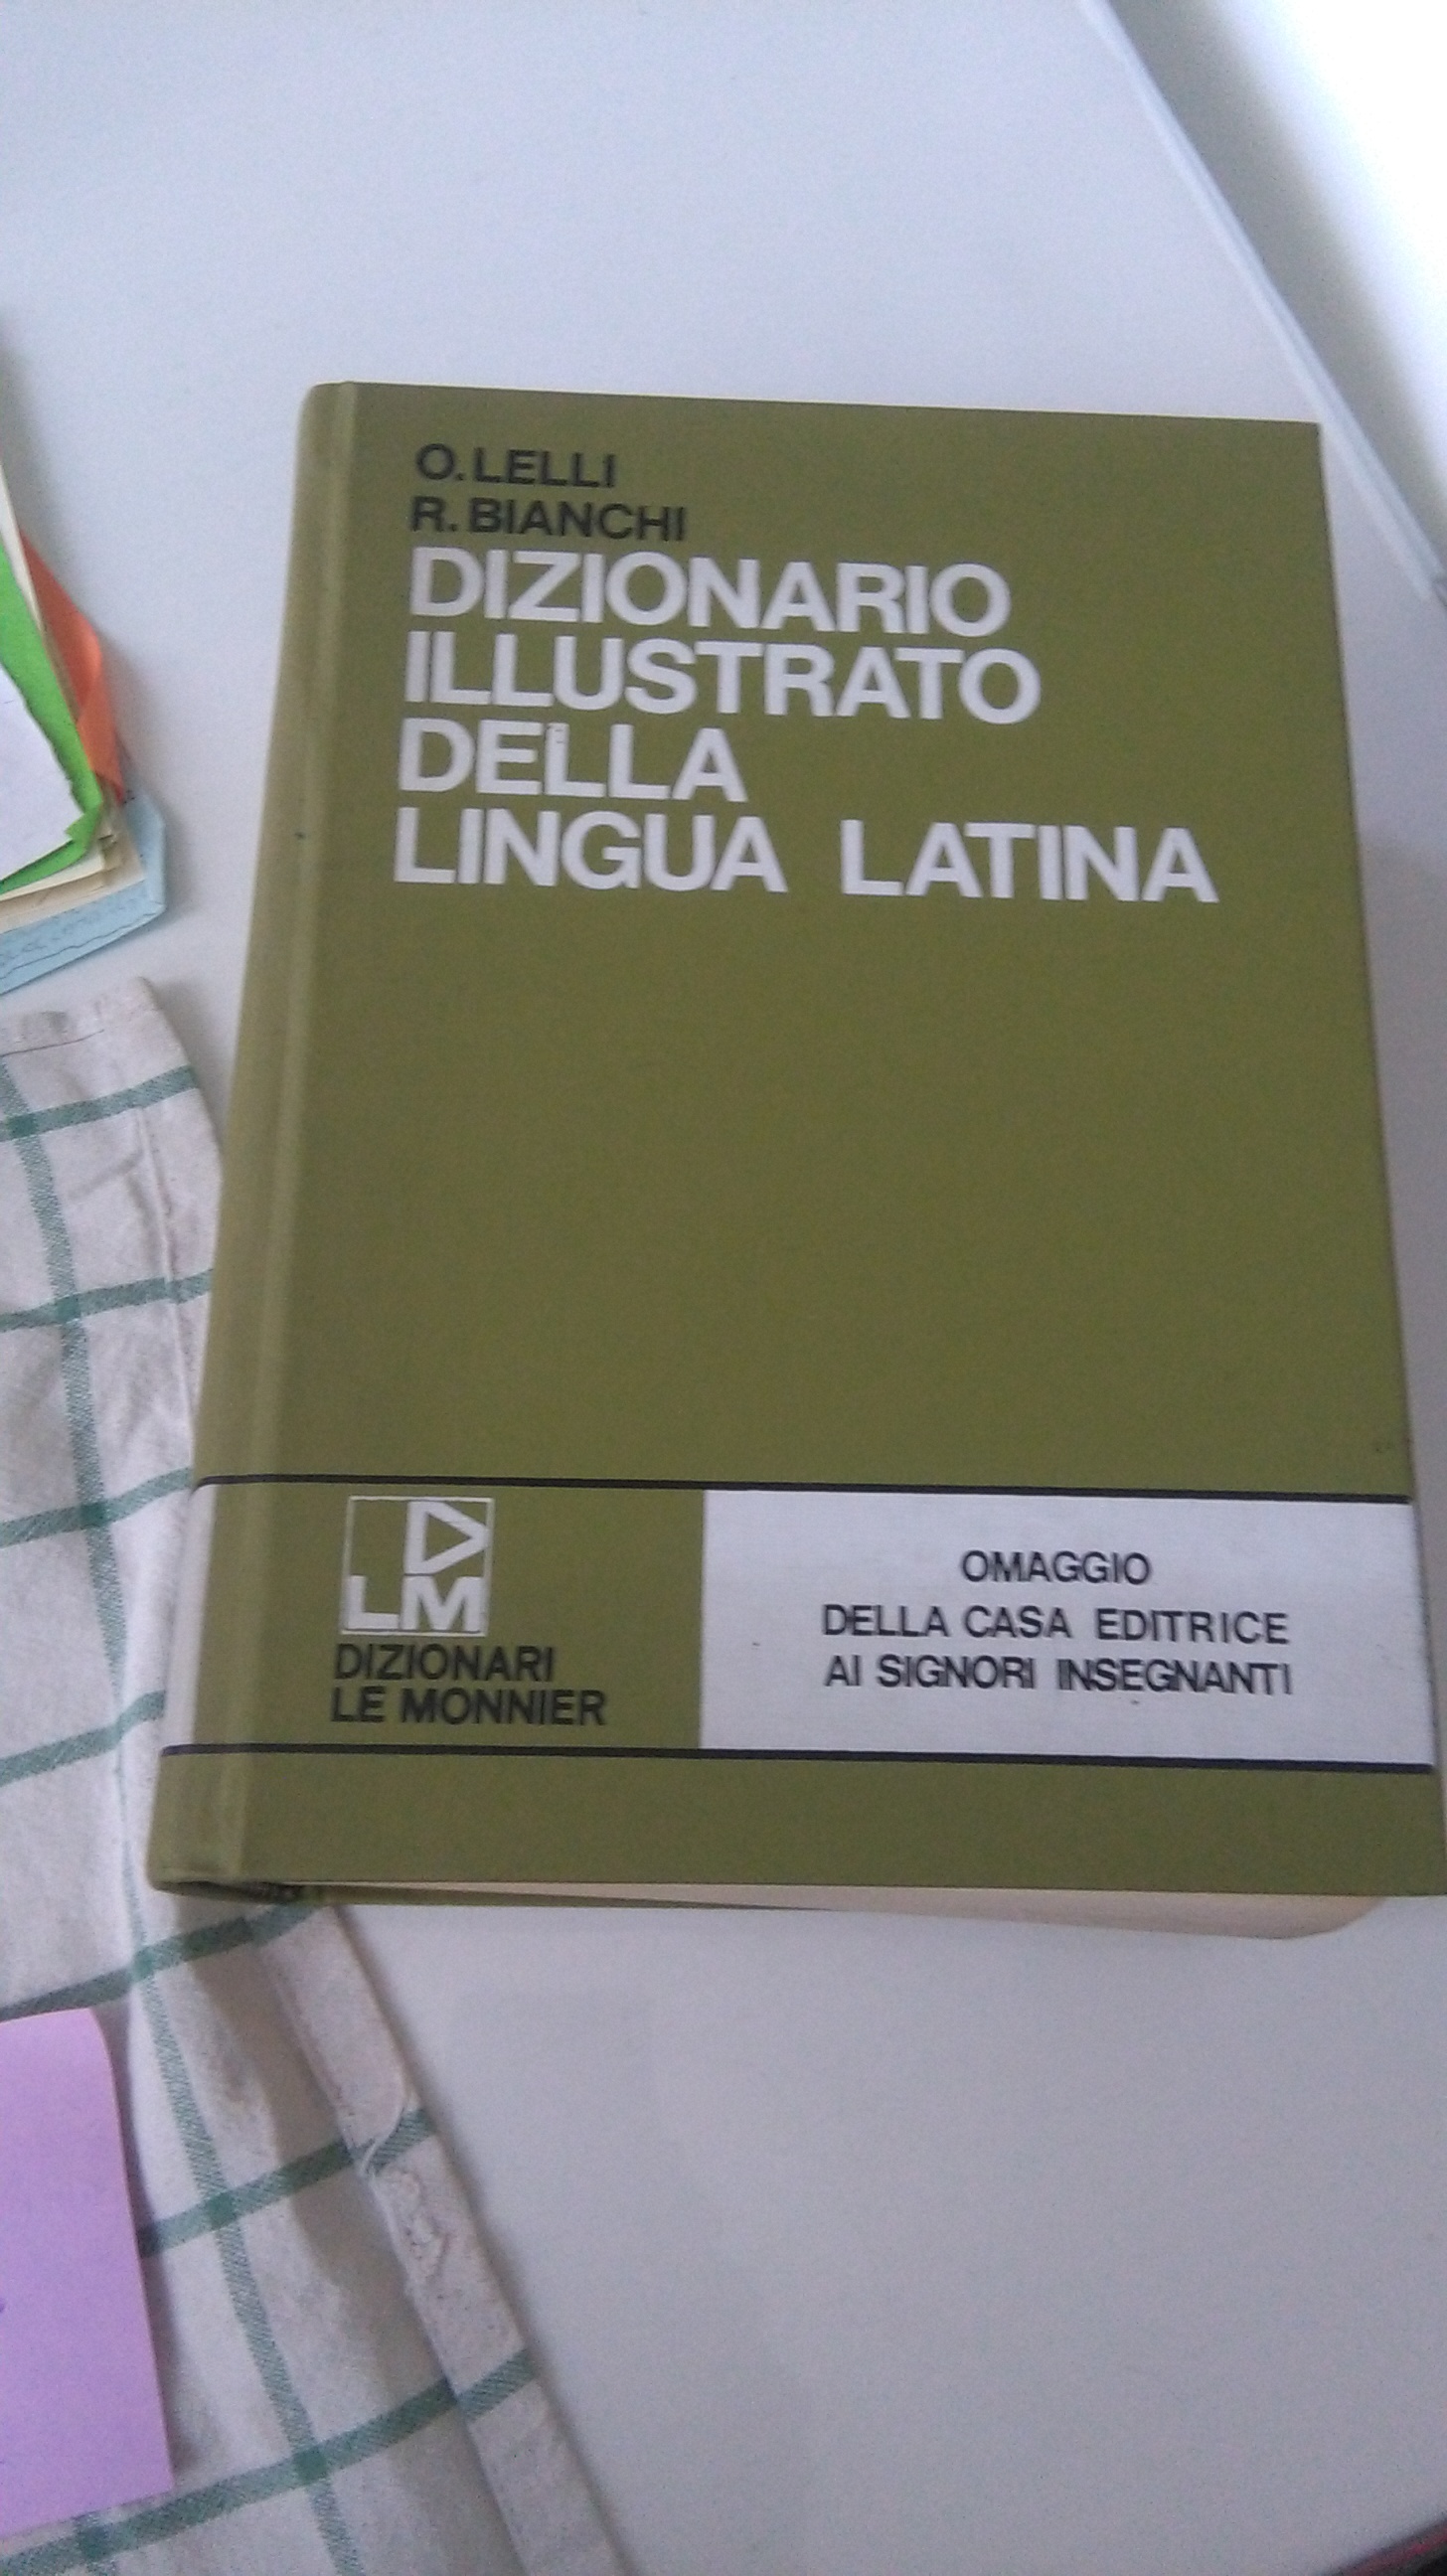 O. LELLI
R. BIANCHI
DIZIONARIO
ILLUSTRATO
DELLA
LINGUA LATINA
D
LM
DIZIONARI
LE MONNIER
OMAGGIO
DELLA CASA EDITRICE
AI SIGNORI INSEGNANTI